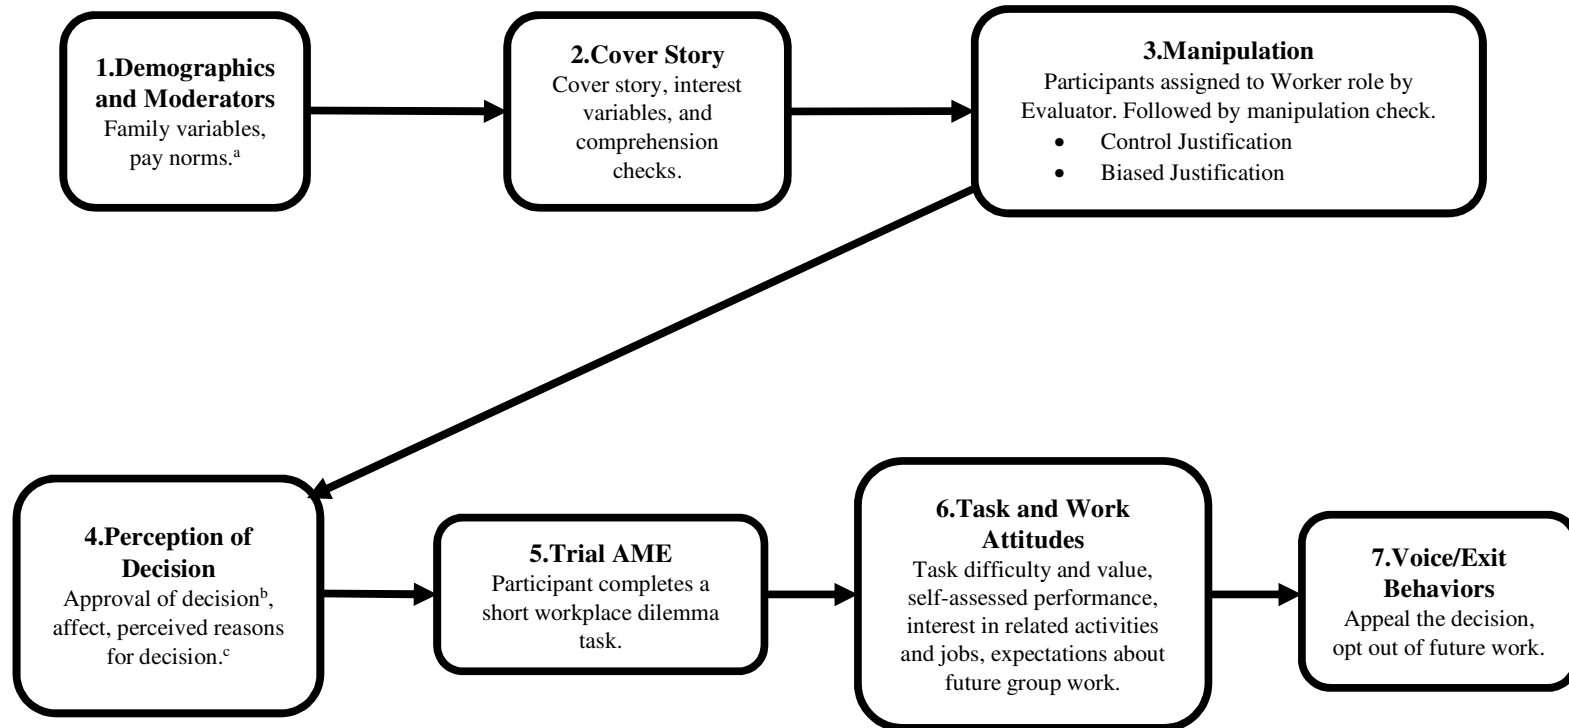 1.Demographics
and Moderators
Family variables,
pay norms.ᵃ
2.Cover Story
Cover story, interest
variables, and
comprehension
checks.
3.Manipulation
Participants assigned to Worker role by
Evaluator. Followed by manipulation check.
• Control Justification
• Biased Justification
4.Perception of
Decision
Approval of decisionᵇ,
affect, perceived reasons
for decision.ᶜ
5.Trial AME
Participant completes a
short workplace dilemma
task.
6.Task and Work
Attitudes
Task difficulty and value,
self-assessed performance,
interest in related activities
and jobs, expectations about
future group work.
7.Voice/Exit
Behaviors
Appeal the decision,
opt out of future work.